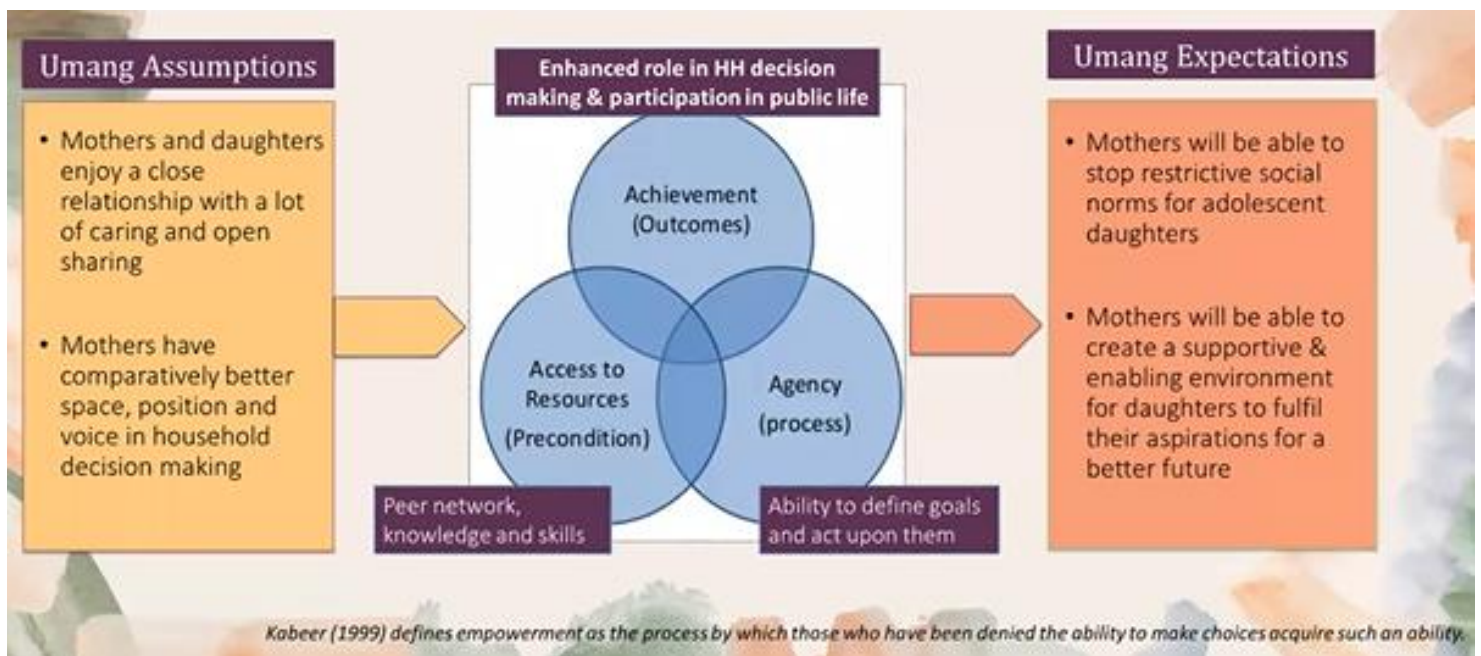 Umang Assumptions
• Mothers and daughters
enjoy a close
relationship with a lot
of caring and open
sharing
• Mothers have
comparatively better
space, position and
voice in household
decision making
Enhanced role in HH decision
making & participation in public life
Achievement
(Outcomes)
Access to
Resources
(Precondition)
Agency
(process)
Peer network,
knowledge and skills
Ability to define goals
and act upon them
Umang Expectations
• Mothers will be able to
stop restrictive social
norms for adolescent
daughters
• Mothers will be able to
create a supportive &
enabling environment
for daughters to fulfil
their aspirations for a
better future
Kabeer (1999) defines empowerment as the process by which those who have been denied the ability to make choices acquire such an ability.